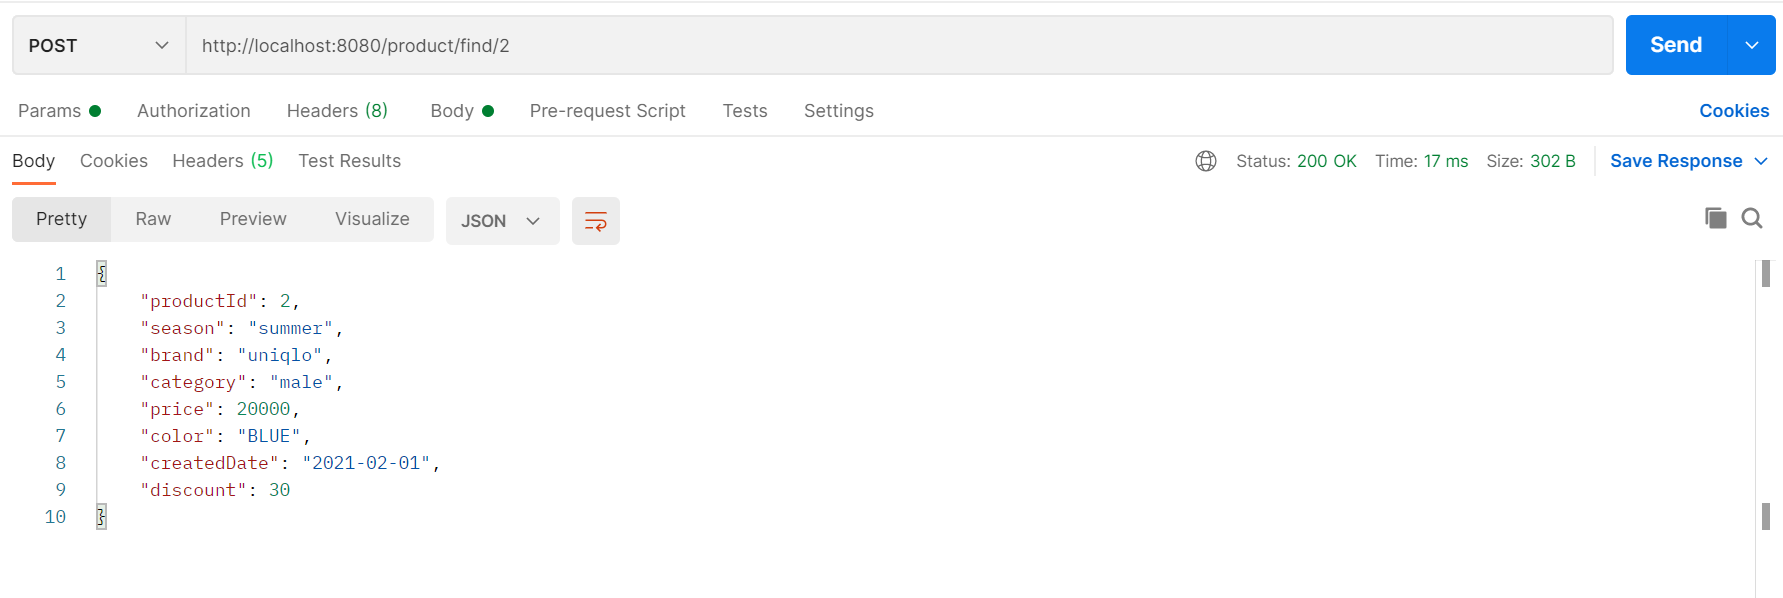 POST http://localhost:8080/product/find/2 Send
Params Authorization Headers (8) Body Pre-request Script Tests Settings Cookies
Body Cookies Headers (5) Test Results Status: 200 OK Time: 17 ms Size: 302 B Save Response
Pretty Raw Preview Visualize JSON
1 {
2 "productId": 2,
3 "season": "summer",
4 "brand": "uniqlo",
5 "category": "male",
6 "price": 20000,
7 "color": "BLUE",
8 "createdDate": "2021-02-01",
9 "discount": 30
10 }